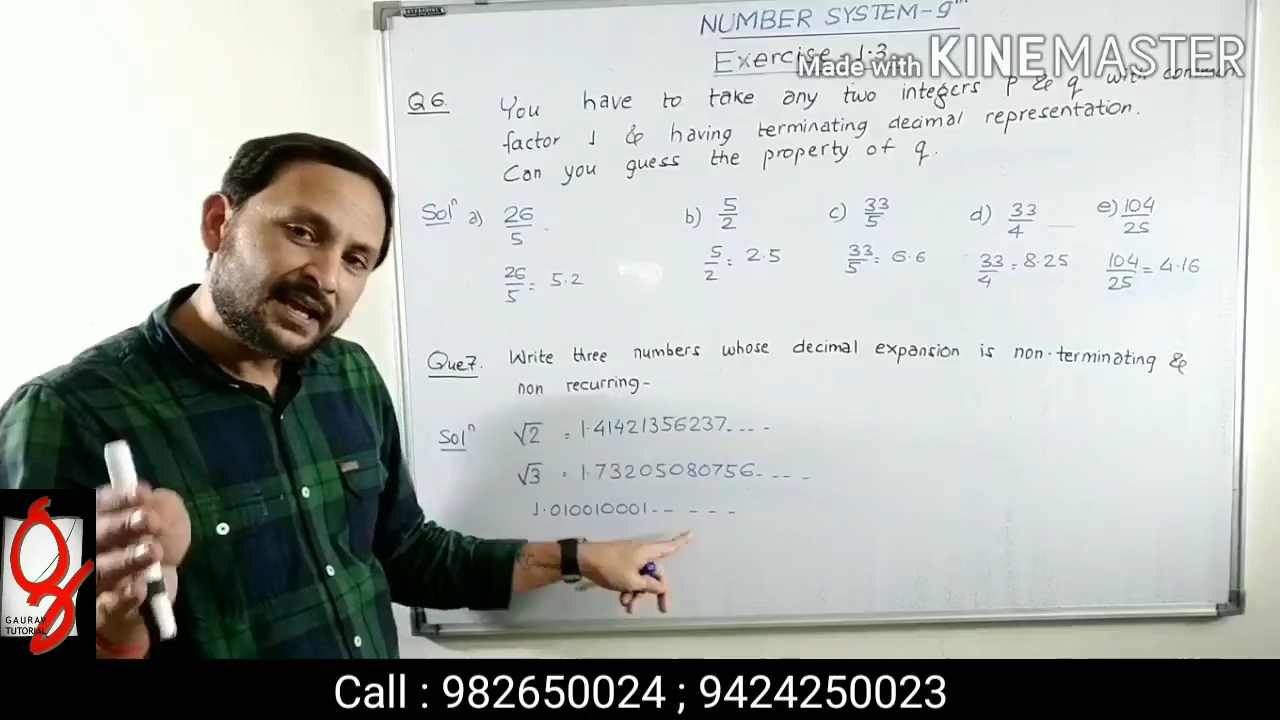 NUMBER SYSTEM-9th
Exercise-1.3
Made with KINEMASTER
Q6 You have to take any two integers p & q with common
factor 1 & having terminating decimal representation.
Can you guess the property of q.
Solⁿ a) 26/5 b) 5/2 c) 33/5 d) 33/4 e) 104/25
26/5 = 5.2 5/2 = 2.5 33/5 = 6.6 33/4 = 8.25 104/25 = 4.16
Que7. Write three numbers whose decimal expansion is non-terminating &
non recurring-
Solⁿ √2 = 1.41421356237----
√3 = 1.73205080756----
1.010010001-----
GAURAV
TUTORIAL
Call : 982650024 ; 9424250023